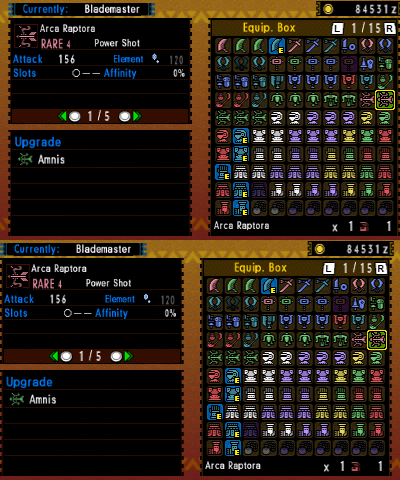 Currently: Blademaster
84531z
Arca Raptora
RARE 4 Power Shot
Attack 156 Element 120
Slots ○－－ Affinity 0%
1/5
Upgrade
Amnis
Equip. Box L 1/15 R
E
E
E
E
E
E
Arca Raptora x 1 1
Currently: Blademaster
84531z
Arca Raptora
RARE 4 Power Shot
Attack 156 Element 120
Slots ○－－ Affinity 0%
1/5
Upgrade
Amnis
Equip. Box L 1/15 R
E
E
E
E
E
E
Arca Raptora x 1 1